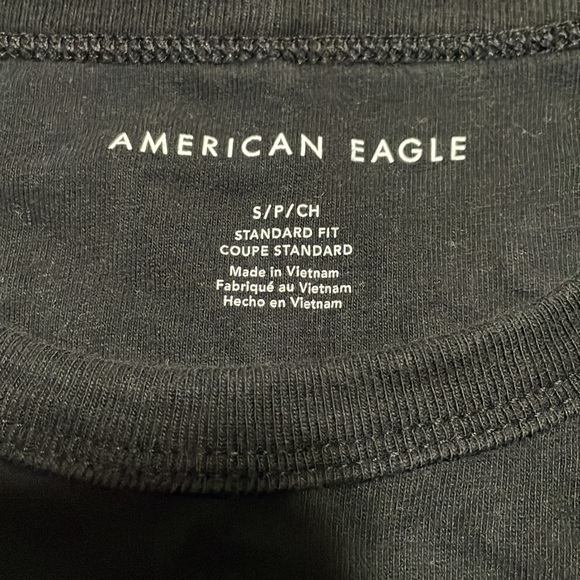 AMERICAN EAGLE
S/P/CH
STANDARD FIT
COUPE STANDARD
Made in Vietnam
Fabriqué au Vietnam
Hecho en Vietnam